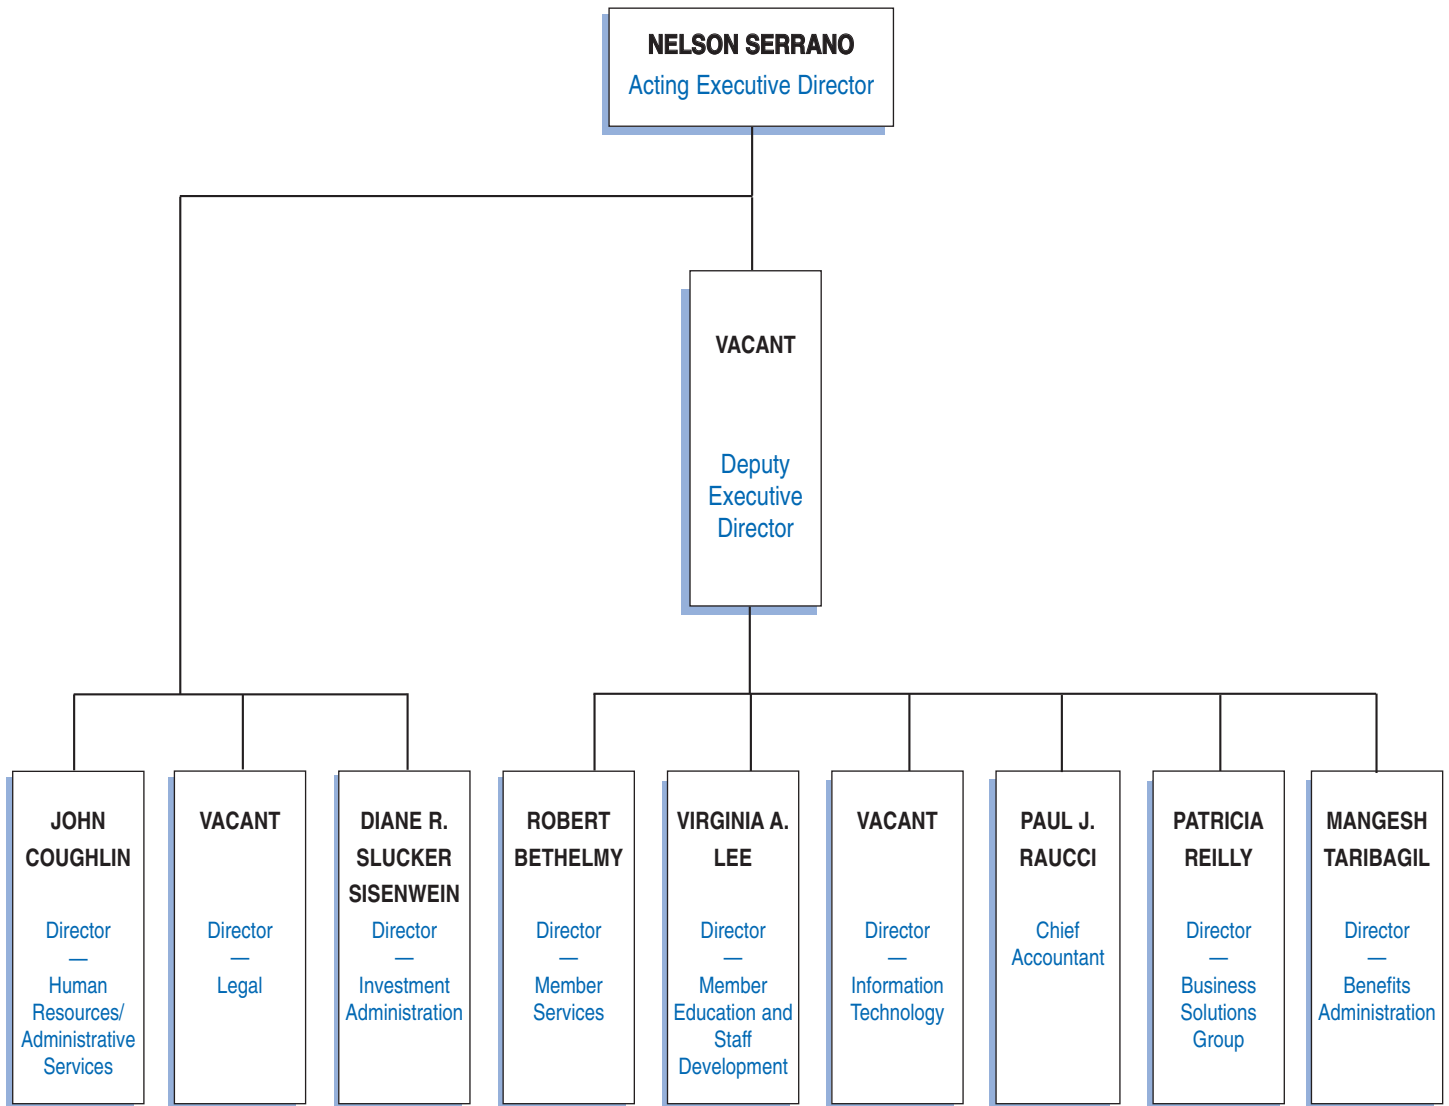 NELSON SERRANO
Acting Executive Director
VACANT
Deputy
Executive
Director
JOHN
COUGHLIN
Director
—
Human
Resources/
Administrative
Services
VACANT
Director
—
Legal
DIANE R.
SLUCKER
SISENWEIN
Director
—
Investment
Administration
ROBERT
BETHELMY
Director
—
Member
Services
VIRGINIA A.
LEE
Director
—
Member
Education and
Staff
Development
VACANT
Director
—
Information
Technology
PAUL J.
RAUCCI
Chief
Accountant
PATRICIA
REILLY
Director
—
Business
Solutions
Group
MANGESH
TARIBAGIL
Director
—
Benefits
Administration